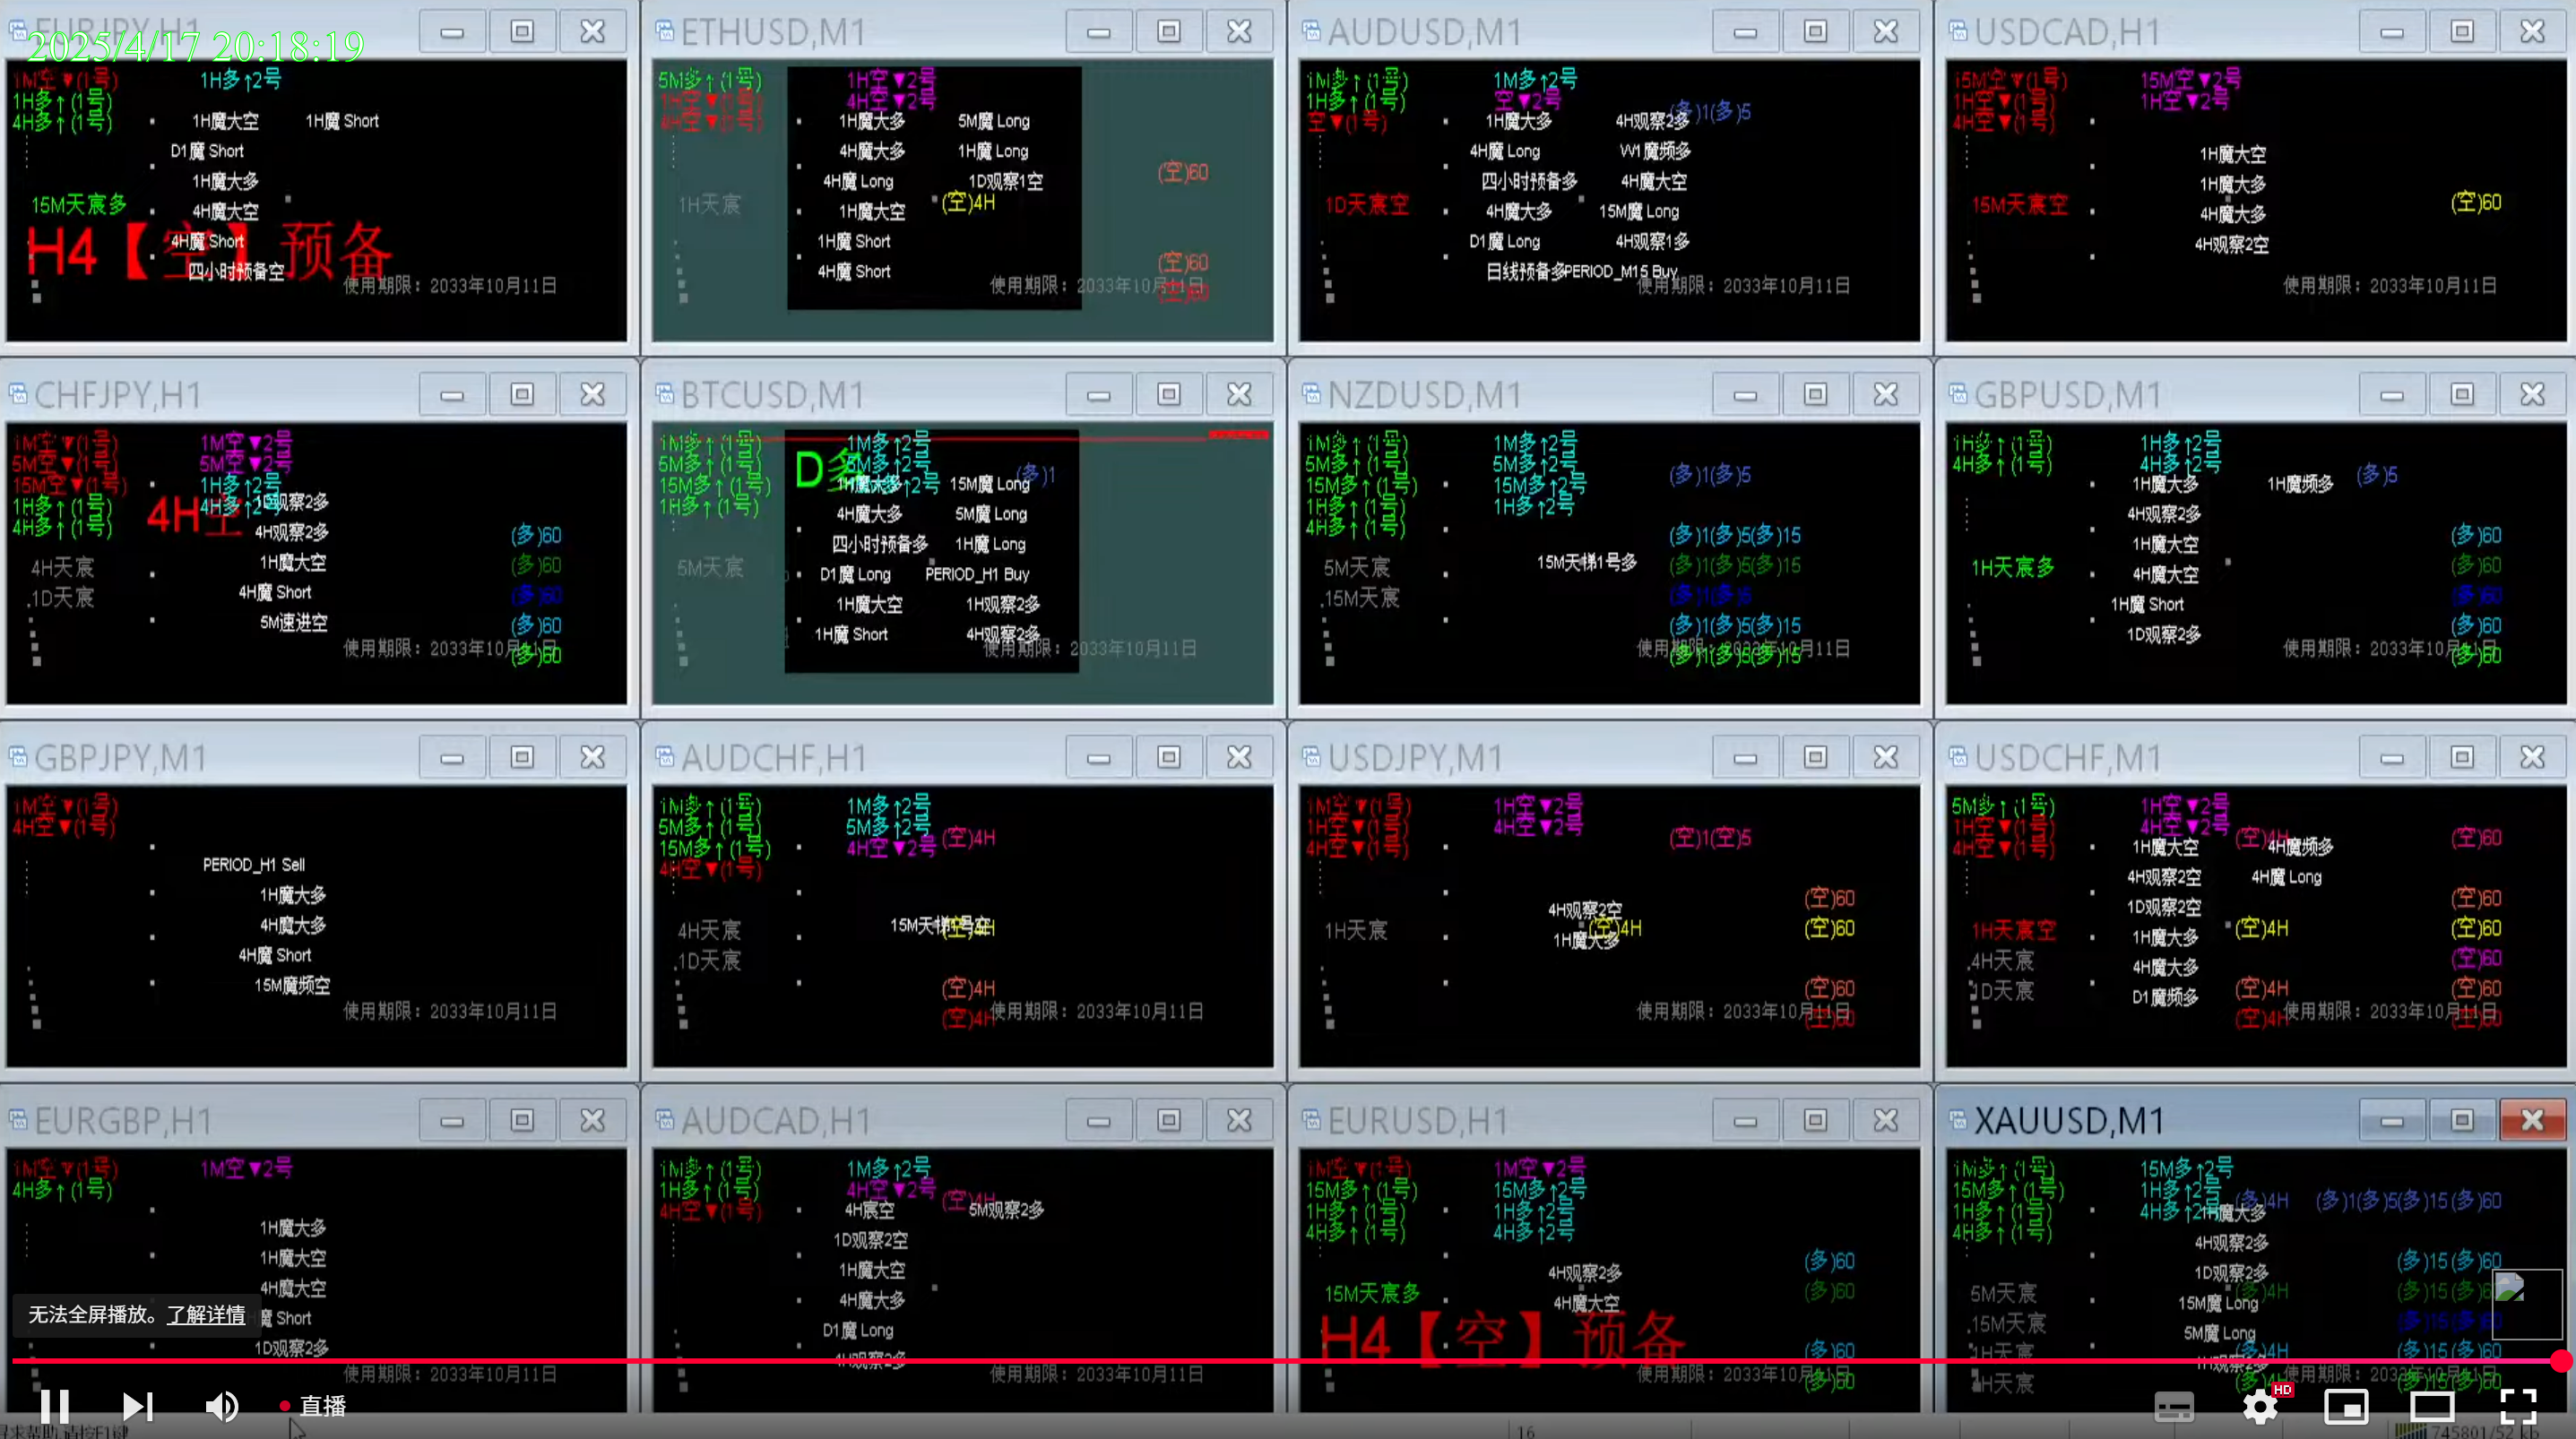 EURJPY,H1
2025/4/17 20:18:19
1M空▼(1号)
1H多↑(1号)
4H多↑(1号)
1H多↑2号
1H魔大空
1H魔 Short
D1魔 Short
1H魔大多
15M天宸多
4H魔大空
4H魔 Short
H4【空】预备
四小时预备空
使用期限：2033年10月11日
ETHUSD,M1
5M多↑(1号)
1H空▼(1号)
4H空▼(1号)
1H空▼2号
4H空▼2号
1H魔大多
5M魔 Long
4H魔大多
1H魔 Long
(空)60
4H魔 Long
1D观察1空
1H天宸
(空)4H
1H魔大空
1H魔 Short
(空)60
4H魔 Short
使用期限：2033年10月11日
(空)60
AUDUSD,M1
1M多↑(1号)
1H多↑(1号)
空▼(1号)
1M多↑2号
空▼2号
(多)1(多)5
1H魔大多
4H观察2多
4H魔 Long
W1魔频多
四小时预备多
4H魔大空
1D天宸空
4H魔大多
15M魔 Long
D1魔 Long
4H观察1多
日线预备多
PERIOD_M15 Buy
使用期限：2033年10月11日
USDCAD,H1
15M空▼(1号)
1H空▼(1号)
4H空▼(1号)
15M空▼2号
1H空▼2号
1H魔大空
1H魔大多
15M天宸空
(空)60
4H魔大多
4H观察2空
使用期限：2033年10月11日
CHFJPY,H1
1M空▼(1号)
5M空▼(1号)
15M空▼(1号)
1H多↑(1号)
4H多↑(1号)
1M空▼2号
5M空▼2号
1H多↑2号
4H多↑2号
4H空
1D观察2多
4H观察2多
(多)60
1H魔大空
(多)60
4H天宸
4H魔 Short
(多)60
1D天宸
5M速进空
(多)60
使用期限：2033年10月11日
(多)60
BTCUSD,M1
1M多↑(1号)
5M多↑(1号)
15M多↑(1号)
1H多↑(1号)
1M多↑2号
5M多↑2号
D多
(多)1
1H魔大多
15M魔 Long
4H魔大多
5M魔 Long
四小时预备多
1H魔 Long
5M天宸
D1魔 Long
PERIOD_H1 Buy
1H魔大空
1H观察2多
1H魔 Short
4H观察2多
使用期限：2033年10月11日
NZDUSD,M1
1M多↑(1号)
5M多↑(1号)
15M多↑(1号)
1H多↑(1号)
4H多↑(1号)
1M多↑2号
5M多↑2号
15M多↑2号
1H多↑2号
(多)1(多)5
(多)1(多)5(多)15
15M天梯1号多
(多)1(多)5(多)15
5M天宸
(多)1(多)5
15M天宸
(多)1(多)5(多)15
使用期限：2033年10月11日
(多)1(多)5(多)15
GBPUSD,M1
1H多↑(1号)
4H多↑(1号)
1H多↑2号
4H多↑2号
(多)5
1H魔大多
1H魔频多
4H观察2多
1H魔大空
(多)60
1H天宸多
4H魔大空
(多)60
1H魔 Short
(多)60
1D观察2多
(多)60
使用期限：2033年10月11日
(多)60
GBPJPY,M1
1M空▼(1号)
4H空▼(1号)
PERIOD_H1 Sell
1H魔大多
4H魔大多
4H魔 Short
15M魔频空
使用期限：2033年10月11日
AUDCHF,H1
1M多↑(1号)
5M多↑(1号)
15M多↑(1号)
4H空▼(1号)
1M多↑2号
5M多↑2号
4H空▼2号
(空)4H
(空)4H
4H天宸
1D天宸
(空)4H
(空)4H
使用期限：2033年10月11日
USDJPY,M1
1M空▼(1号)
1H空▼(1号)
4H空▼(1号)
1H空▼2号
4H空▼2号
(空)1(空)5
(空)60
4H观察2空
1H天宸
(空)4H
(空)60
1H魔大多
(空)60
使用期限：2033年10月11日
(空)60
USDCHF,M1
5M多↑(1号)
1H空▼(1号)
4H空▼(1号)
1H空▼2号
4H空▼2号
(空)4H
(空)60
1H魔大空
4H魔频多
4H观察2空
4H魔 Long
(空)60
1D观察2空
1H天宸空
1H魔大多
(空)4H
(空)60
4H天宸
4H魔大多
(空)60
1D天宸
D1魔频多
(空)4H
(空)60
(空)4H
使用期限：2033年10月11日
(空)60
EURGBP,H1
1M空▼(1号)
4H多↑(1号)
1M空▼2号
1H魔大多
1H魔大空
4H魔大空
魔 Short
1D观察2多
使用期限：2033年10月11日
AUDCAD,H1
1M多↑(1号)
1H多↑(1号)
4H空▼(1号)
1M多↑2号
4H空▼2号
(空)4H
4H宸空
5M观察2多
1D观察2空
1H魔大空
4H魔大多
D1魔 Long
4H观察2多
使用期限：2033年10月11日
EURUSD,H1
1M空▼(1号)
15M多↑(1号)
1H多↑(1号)
4H多↑(1号)
1M空▼2号
15M多↑2号
1H多↑2号
4H多↑2号
4H观察2多
(多)60
15M天宸多
4H魔大空
(多)60
H4【空】预备
(多)60
使用期限：2033年10月11日
(多)60
XAUUSD,M1
1M多↑(1号)
15M多↑(1号)
1H多↑(1号)
4H多↑(1号)
15M多↑2号
1H多↑2号
4H多↑2号
(多)4H
(多)1(多)5(多)15(多)60
1H魔大多
4H观察2多
1D观察2多
(多)15(多)60
5M天宸
15M魔 Long
15M天宸
5M魔 Long
1H天宸
(多)4H
(多)15(多)60
4H天宸
使用期限：2033年10月11日
无法全屏播放。了解详情
直播
HD
16
745801/52 kb